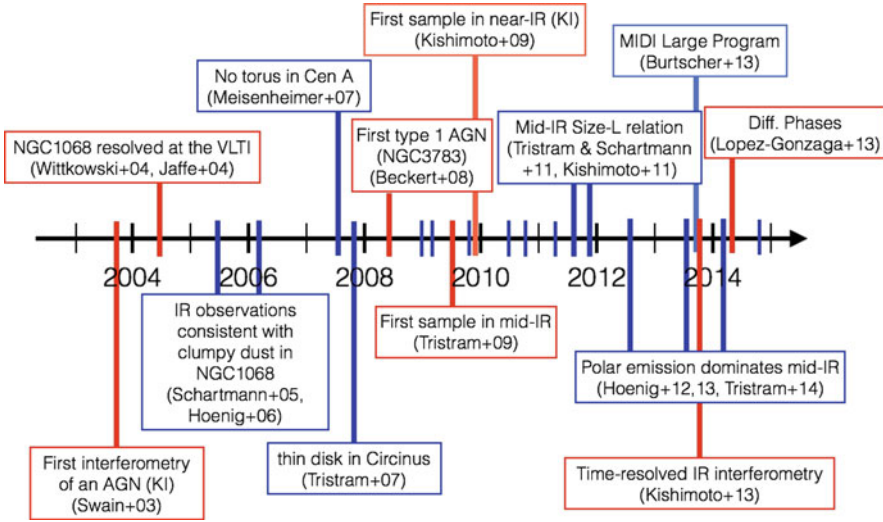 First sample in near-IR (KI)
(Kishimoto+09)
MIDI Large Program
(Burtscher+13)
No torus in Cen A
(Meisenheimer+07)
NGC1068 resolved at the VLTI
(Wittkowski+04, Jaffe+04)
First type 1 AGN
(NGC3783)
(Beckert+08)
Mid-IR Size-L relation
(Tristram & Schartmann
+11, Kishimoto+11)
Diff. Phases
(Lopez-Gonzaga+13)
2004
2006
2008
2010
2012
2014
IR observations
consistent with
clumpy dust in
NGC1068
(Schartmann+05,
Hoenig+06)
First sample in mid-IR
(Tristram+09)
Polar emission dominates mid-IR
(Hoenig+12,13, Tristram+14)
First interferometry
of an AGN (KI)
(Swain+03)
thin disk in Circinus
(Tristram+07)
Time-resolved IR interferometry
(Kishimoto+13)